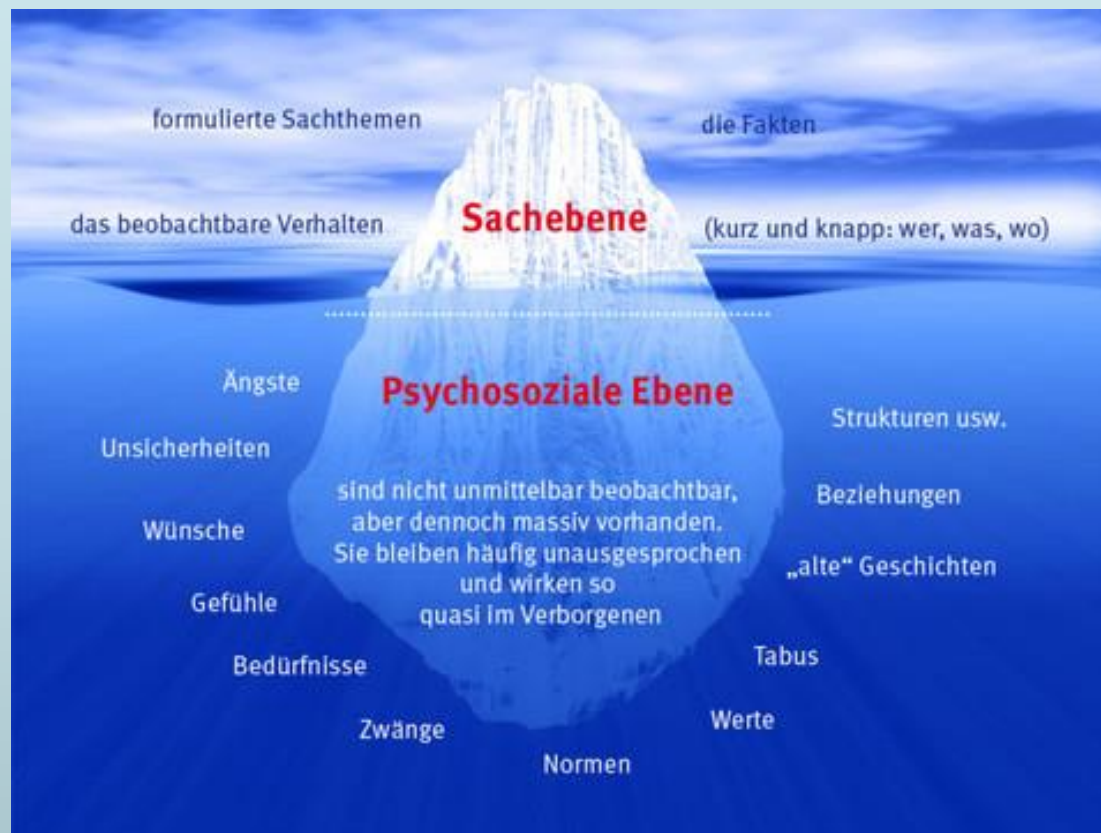 formulierte Sachthemen
die Fakten
das beobachtbare Verhalten
Sachebene
(kurz und knapp: wer, was, wo)
Psychosoziale Ebene
Ängste
Unsicherheiten
Wünsche
Gefühle
Bedürfnisse
Zwänge
Normen
sind nicht unmittelbar beobachtbar,
aber dennoch massiv vorhanden.
Sie bleiben häufig unausgesprochen
und wirken so
quasi im Verborgenen
Strukturen usw.
Beziehungen
„alte“ Geschichten
Tabus
Werte